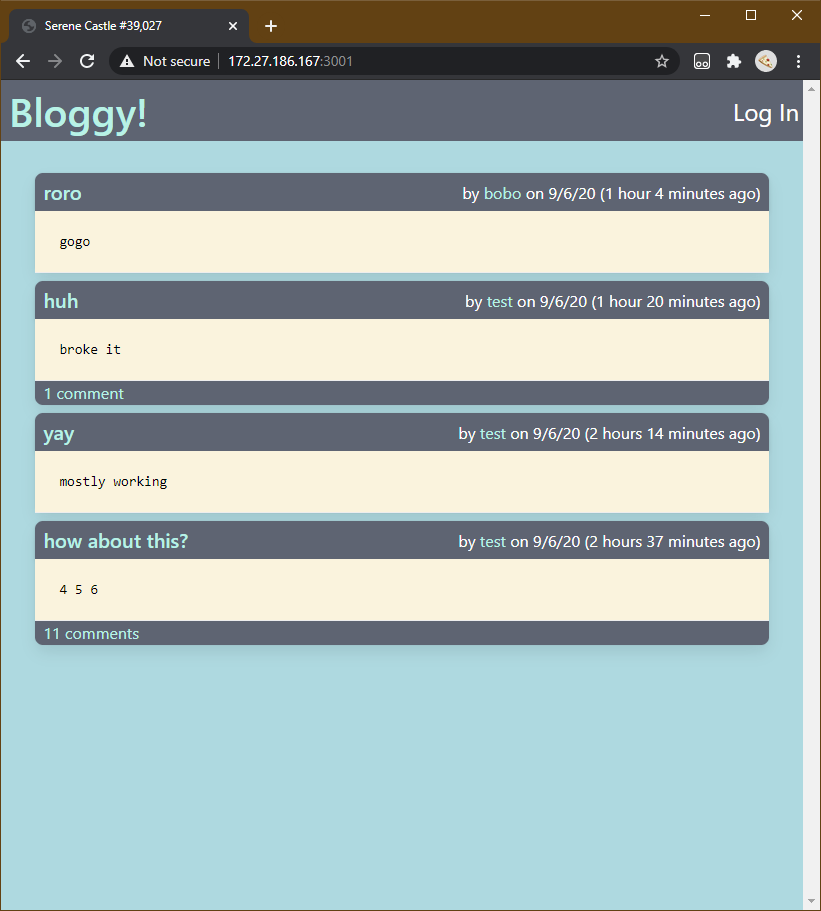 Serene Castle #39,027
Not secure 172.27.186.167:3001
Bloggy! Log In
roro by bobo on 9/6/20 (1 hour 4 minutes ago)
gogo
huh by test on 9/6/20 (1 hour 20 minutes ago)
broke it
1 comment
yay by test on 9/6/20 (2 hours 14 minutes ago)
mostly working
how about this? by test on 9/6/20 (2 hours 37 minutes ago)
4 5 6
11 comments